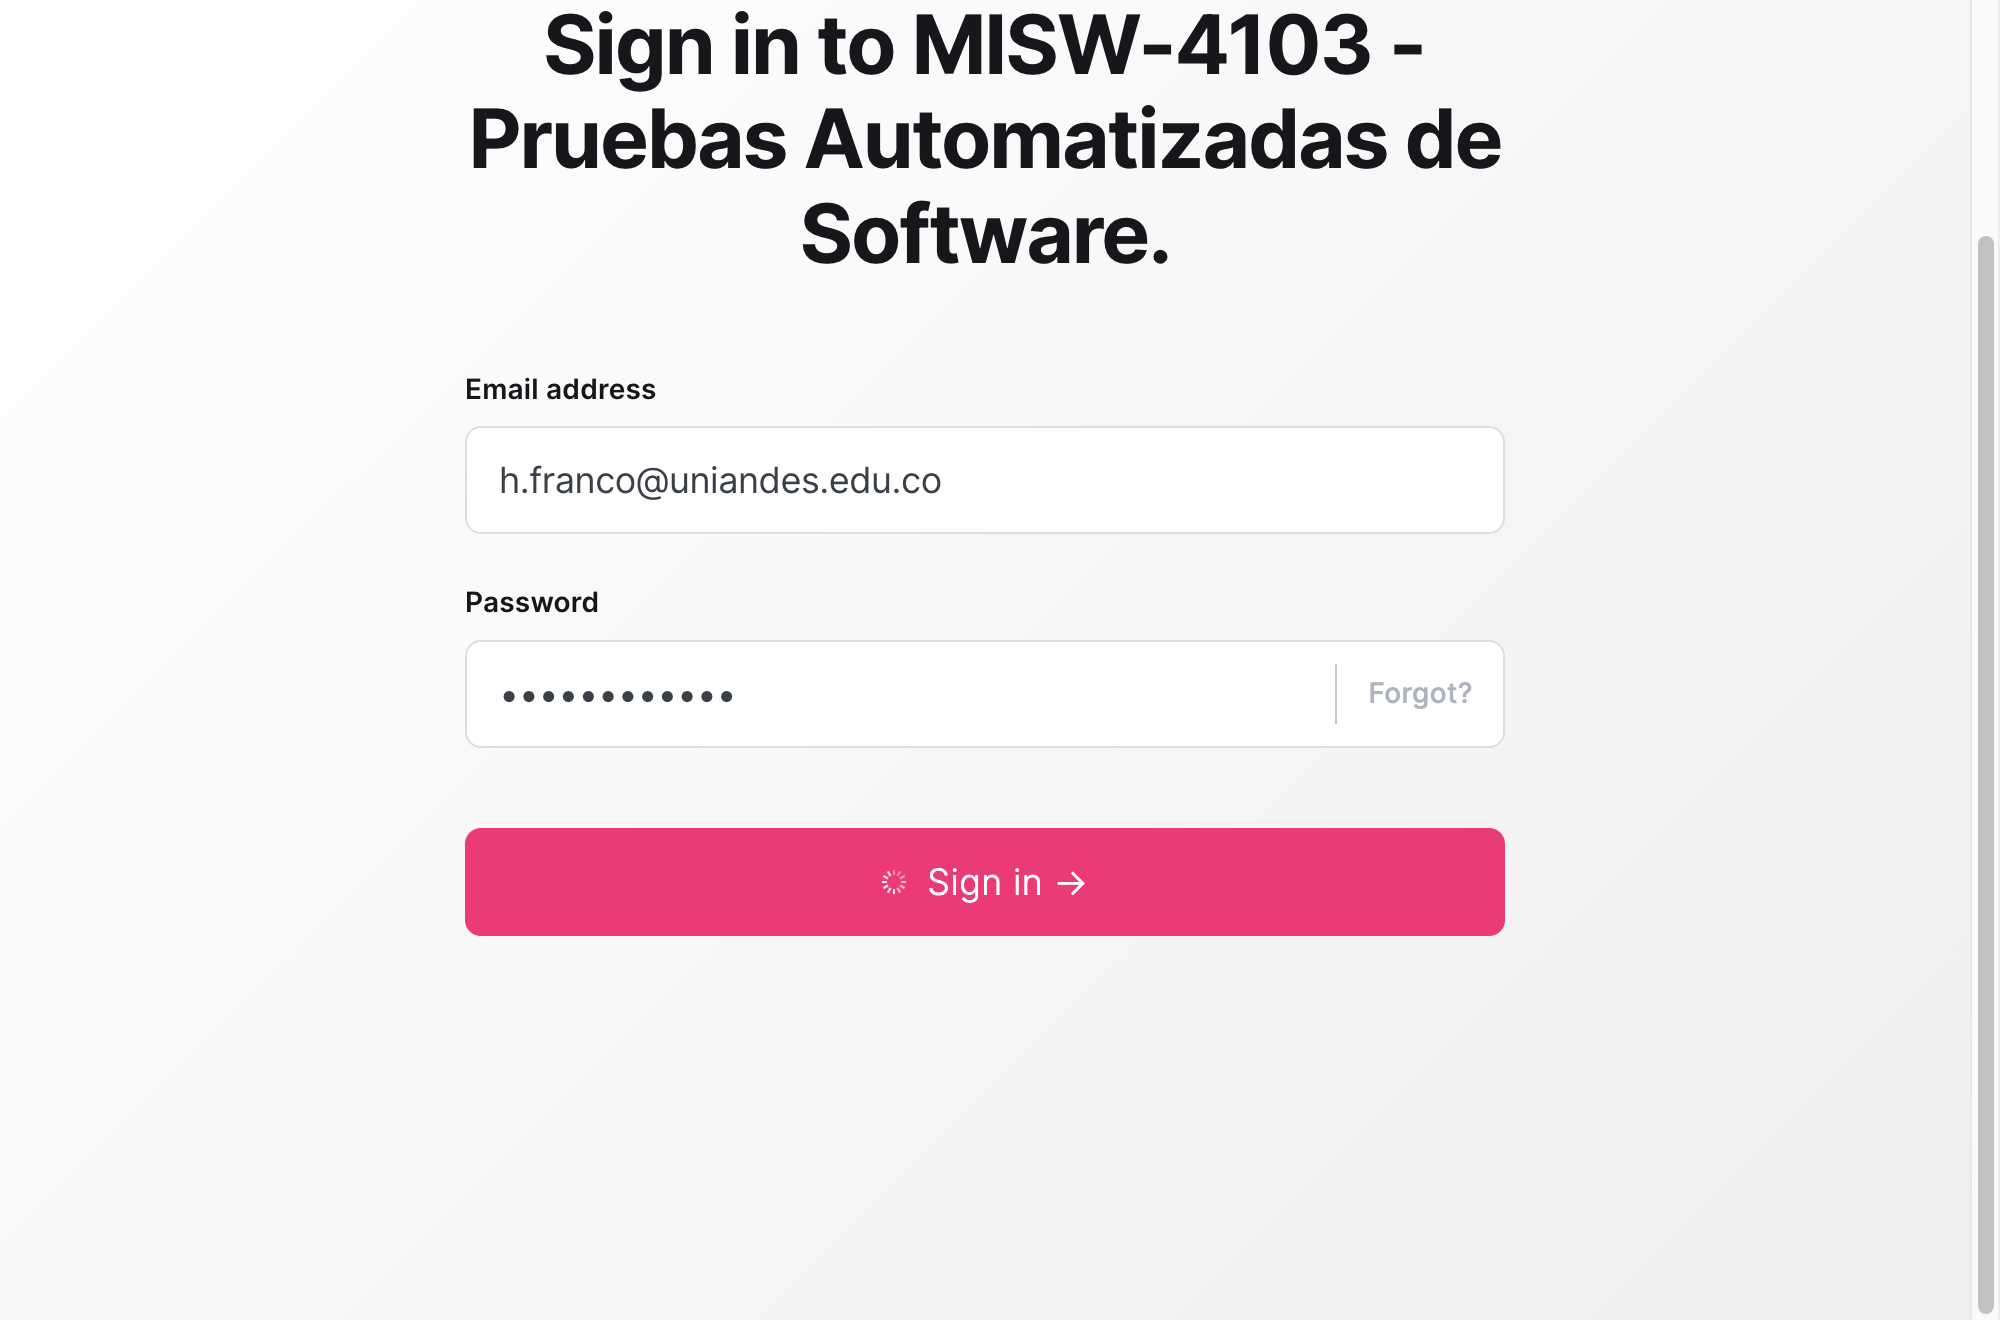 Sign in to MISW-4103 -
Pruebas Automatizadas de
Software.
Email address
h.franco@uniandes.edu.co
Password
••••••••••••
Forgot?
Sign in →